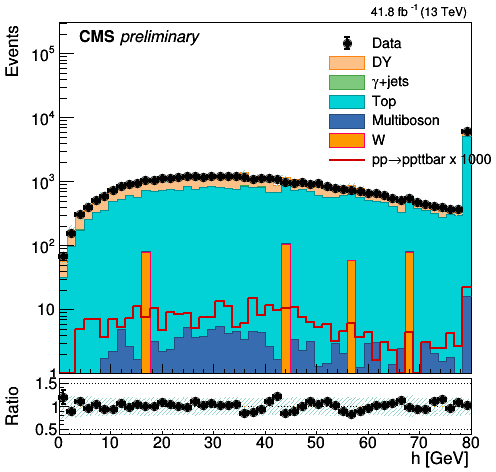 41.8 fb⁻¹ (13 TeV)
CMS preliminary
Events
10⁵
10⁴
10³
10²
10
1
Data
DY
γ+jets
Top
Multiboson
W
pp→ppttbar x 1000
Ratio
1.5
1
0.5
0 10 20 30 40 50 60 70 80
h [GeV]